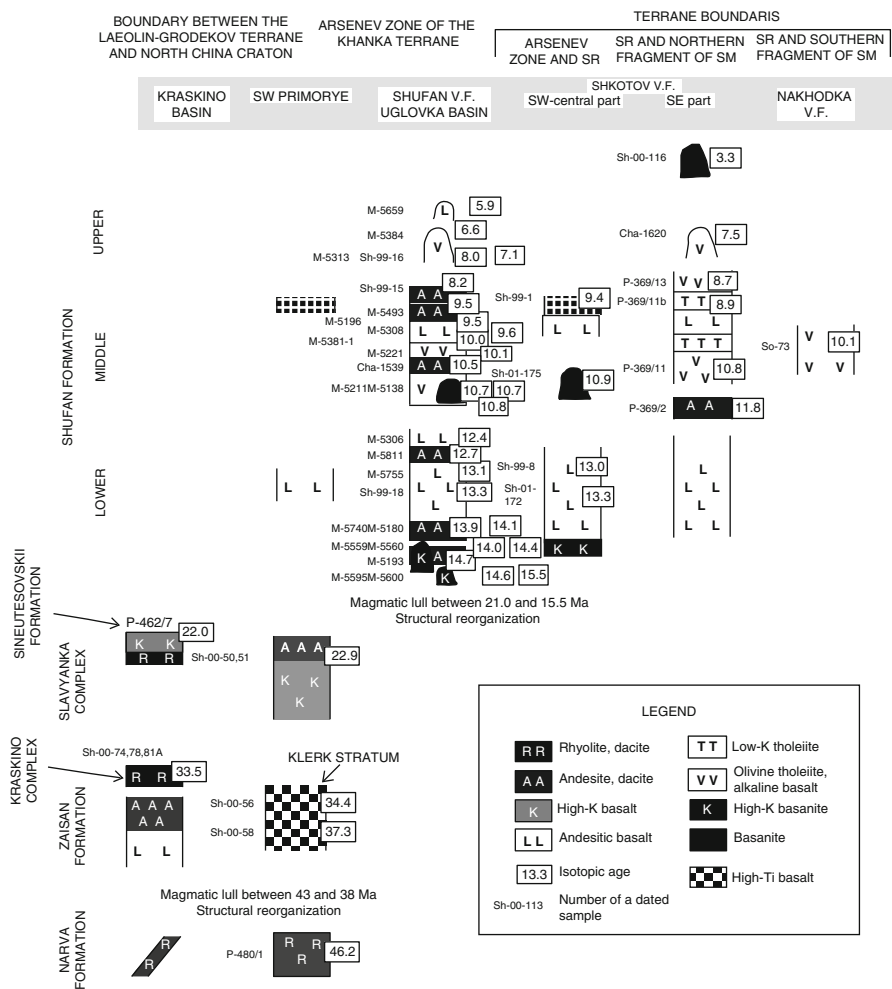 BOUNDARY BETWEEN THE
LAEOLIN-GRODEKOV TERRANE
AND NORTH CHINA CRATON
ARSENEV ZONE OF THE
KHANKA TERRANE
TERRANE BOUNDARIS
ARSENEV
ZONE AND SR
SR AND NORTHERN
FRAGMENT OF SM
SR AND SOUTHERN
FRAGMENT OF SM
KRASKINO
BASIN
SW PRIMORYE
SHUFAN V.F.
UGLOVKA BASIN
SHKOTOV V.F.
SW-central part
SE part
NAKHODKA
V.F.
SHUFAN FORMATION
UPPER
Sh-00-116 3.3
M-5659 L 5.9
M-5384 6.6
V
M-5313 Sh-99-16 8.0 7.1
Cha-1620 7.5
V
MIDDLE
Sh-99-15 8.2
A A
M-5493 9.5
A A
M-5196 9.5
M-5308 L L 9.6
M-5381-1 10.0
M-5221 V V 10.1
Cha-1539 A A 10.5
Sh-01-175
M-5211M-5138 V 10.7 10.7
10.8
Sh-99-1 9.4
L L
10.9
P-369/13 V V 8.7
P-369/11b T T 8.9
L L
T T T
P-369/11 V V V 10.8
P-369/2 A A 11.8
So-73 V 10.1
V V
LOWER
L L
M-5306 L L 12.4
M-5811 A A 12.7
M-5755 L 13.1
Sh-99-18 L L 13.3
L
L L
M-5740M-5180 A A 13.9 14.1
M-5559M-5560 14.0 14.4
M-5193 K A 14.7
M-5595M-5600 K 14.6 15.5
Sh-99-8 L 13.0
Sh-01-
172
L L 13.3
L
L L
K K
L
L L
L
L L
Magmatic lull between 21.0 and 15.5 Ma
Structural reorganization
SINEUTESOVSKII
FORMATION
P-462/7
22.0
K K
R R
SLAVYANKA
COMPLEX
Sh-00-50,51
A A A
22.9
K K
K
KRASKINO
COMPLEX
Sh-00-74,78,81A
R R 33.5
ZAISAN
FORMATION
A A A
A A
L L
KLERK STRATUM
Sh-00-56 34.4
Sh-00-58 37.3
Magmatic lull between 43 and 38 Ma
Structural reorganization
NARVA
FORMATION
R
R
P-480/1
R R
R
46.2
LEGEND
R R Rhyolite, dacite
A A Andesite, dacite
K High-K basalt
L L Andesitic basalt
13.3 Isotopic age
Sh-00-113 Number of a dated
sample
T T Low-K tholeiite
V V Olivine tholeiite,
alkaline basalt
K High-K basanite
Basanite
High-Ti basalt